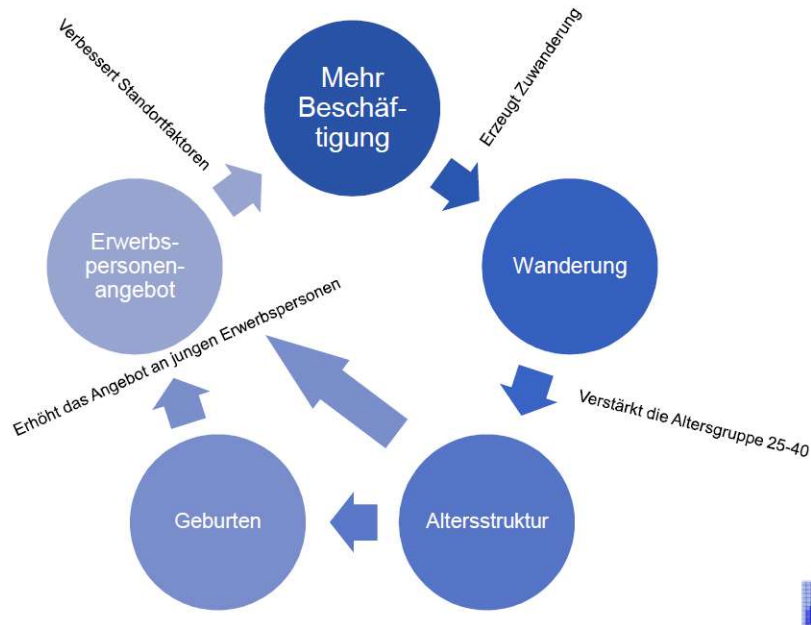 Verbessert Standortfaktoren
Mehr
Beschäf-
tigung
Erzeugt Zuwanderung
Erwerbs-
personen-
angebot
Wanderung
Erhöht das Angebot an jungen Erwerbspersonen
Verstärkt die Altersgruppe 25-40
Geburten
Altersstruktur